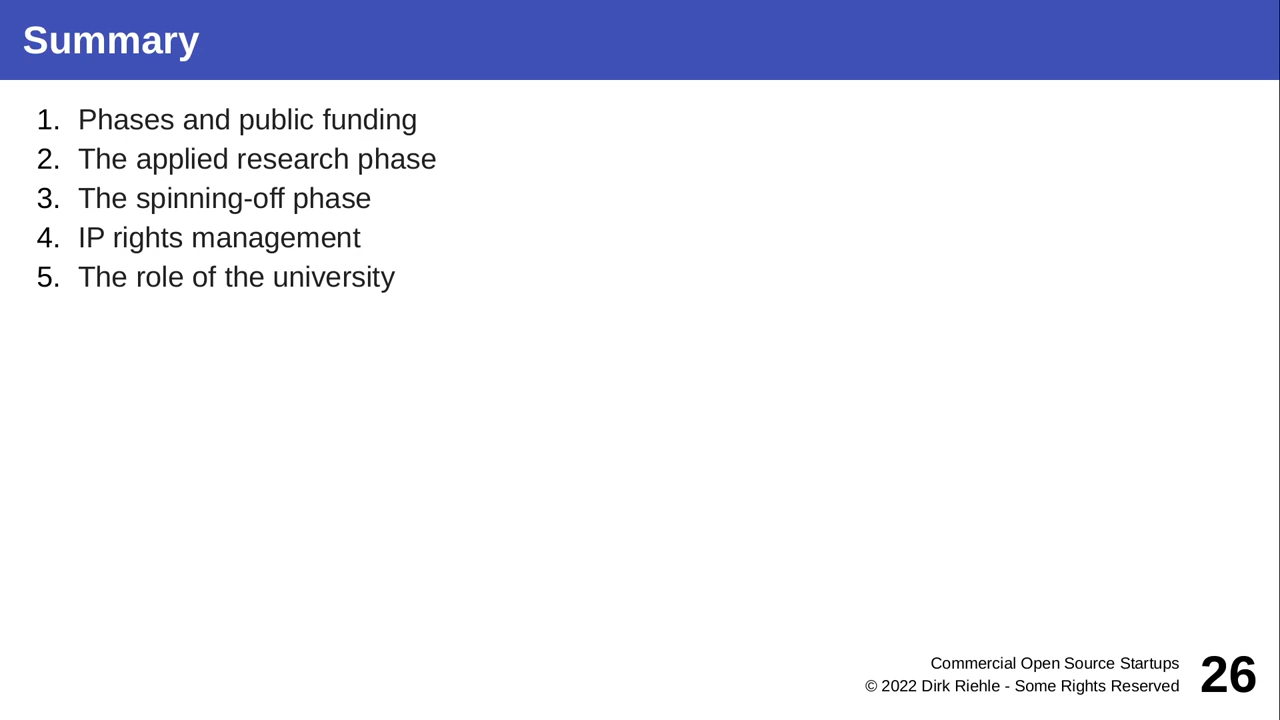 Summary
1. Phases and public funding
2. The applied research phase
3. The spinning-off phase
4. IP rights management
5. The role of the university
Commercial Open Source Startups
© 2022 Dirk Riehle - Some Rights Reserved
26